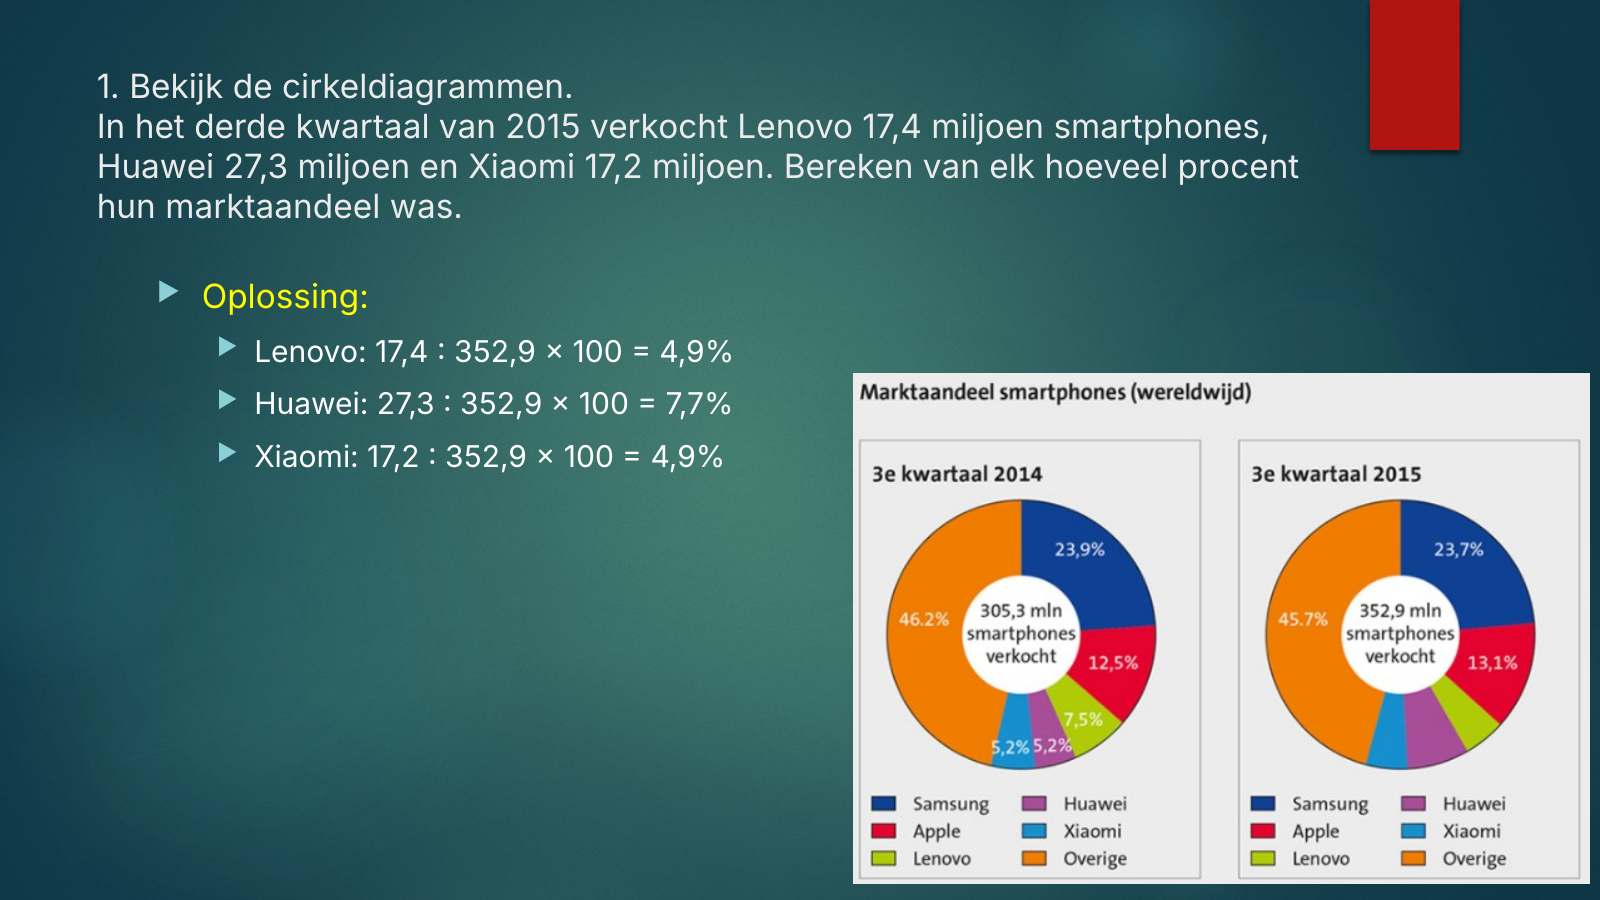 1. Bekijk de cirkeldiagrammen.
In het derde kwartaal van 2015 verkocht Lenovo 17,4 miljoen smartphones,
Huawei 27,3 miljoen en Xiaomi 17,2 miljoen. Bereken van elk hoeveel procent
hun marktaandeel was.
Oplossing:
Lenovo: 17,4 : 352,9 × 100 = 4,9%
Huawei: 27,3 : 352,9 × 100 = 7,7%
Xiaomi: 17,2 : 352,9 × 100 = 4,9%
Marktaandeel smartphones (wereldwijd)
3e kwartaal 2014
23,9%
46.2%
305,3 mln
smartphones
verkocht
12,5%
7,5%
5,2%
5,2%
Samsung
Apple
Lenovo
Huawei
Xiaomi
Overige
3e kwartaal 2015
23,7%
45.7%
352,9 mln
smartphones
verkocht
13,1%
Samsung
Apple
Lenovo
Huawei
Xiaomi
Overige